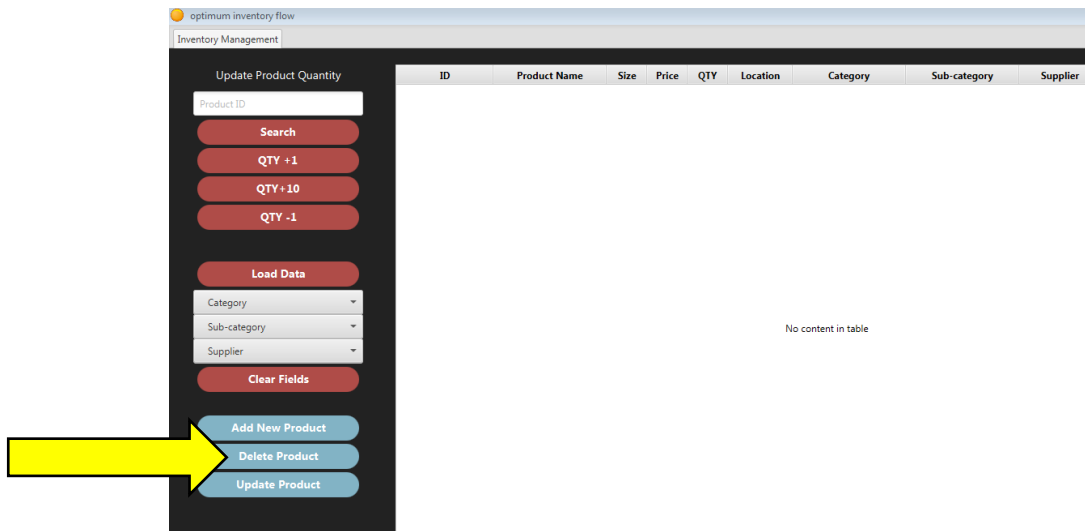 optimum inventory flow
Inventory Management
Update Product Quantity
ID Product Name Size Price QTY Location Category Sub-category Supplier
Product ID
Search
QTY +1
QTY+10
QTY -1
Load Data
Category
Sub-category
Supplier
Clear Fields
No content in table
Add New Product
Delete Product
Update Product